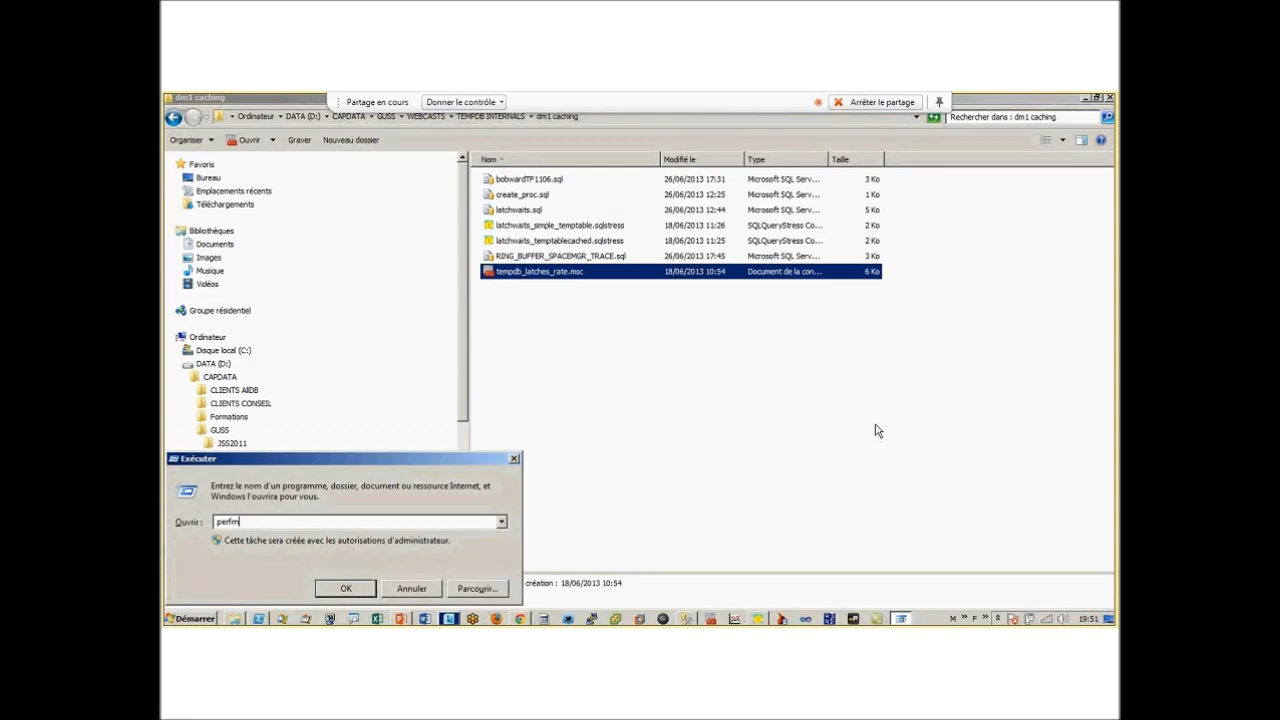 dm1 caching
Partage en cours
Donner le contrôle
Arrêter le partage
Ordinateur
DATA (D:)
CAPDATA
GUSS
WEBCASTS
TEMPDB INTERNALS
dm1 caching
Rechercher dans : dm1 caching
Organiser
Ouvrir
Graver
Nouveau dossier
Favoris
Bureau
Emplacements récents
Téléchargements
Bibliothèques
Documents
Images
Musique
Vidéos
Groupe résidentiel
Ordinateur
Disque local (C:)
DATA (D:)
CAPDATA
CLIENTS AIDB
CLIENTS CONSEIL
Formations
GUSS
JSS2011
Nom Modifié le Type Taille
bobwardTF1106.sql 26/06/2013 17:31 Microsoft SQL Serv... 3 Ko
create_proc.sql 26/06/2013 12:25 Microsoft SQL Serv... 1 Ko
latchwaits.sql 26/06/2013 12:44 Microsoft SQL Serv... 5 Ko
latchwaits_simple_temptable.sqlstress 18/06/2013 11:26 SQLQueryStress Co... 2 Ko
latchwaits_temptablecached.sqlstress 18/06/2013 11:25 SQLQueryStress Co... 2 Ko
RING_BUFFER_SPACEMGR_TRACE.sql 26/06/2013 17:45 Microsoft SQL Serv... 3 Ko
tempdb_latches_rate.msc 18/06/2013 10:54 Document de la con... 6 Ko
création : 18/06/2013 10:54
Exécuter
Entrez le nom d'un programme, dossier, document ou ressource Internet, et
Windows l'ouvrira pour vous.
Ouvrir : perfm
Cette tâche sera créée avec les autorisations d'administrateur.
OK
Annuler
Parcourir...
Démarrer
M » F »
19:51